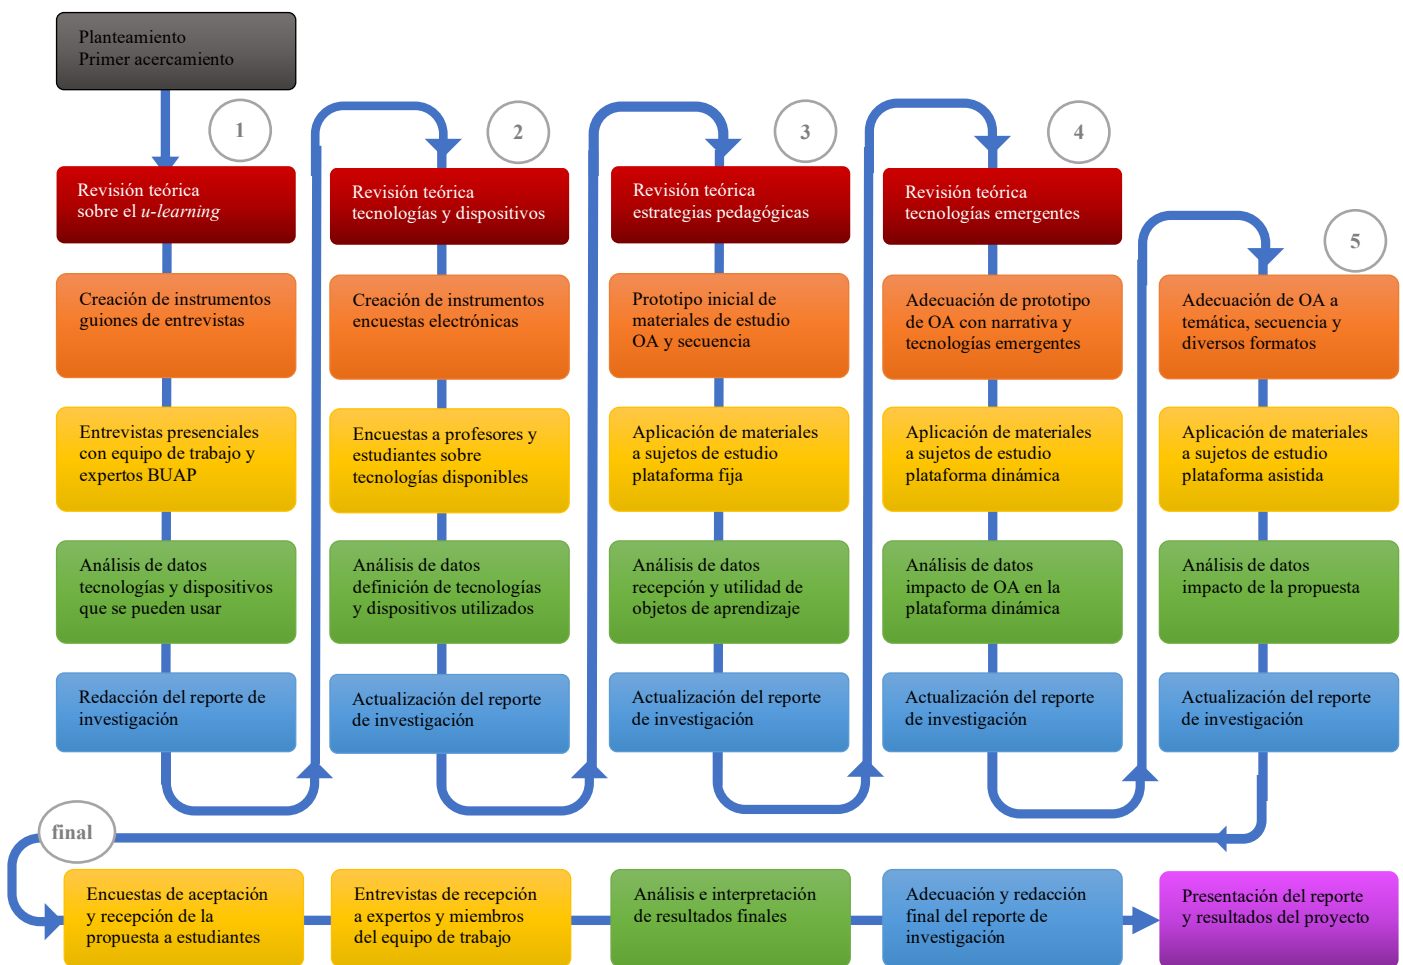 Planteamiento
Primer acercamiento
1
Revisión teórica
sobre el u-learning
Creación de instrumentos
guiones de entrevistas
Entrevistas presenciales
con equipo de trabajo y
expertos BUAP
Análisis de datos
tecnologías y dispositivos
que se pueden usar
Redacción del reporte de
investigación
2
Revisión teórica
tecnologías y dispositivos
Creación de instrumentos
encuestas electrónicas
Encuestas a profesores y
estudiantes sobre
tecnologías disponibles
Análisis de datos
definición de tecnologías
y dispositivos utilizados
Actualización del reporte
de investigación
3
Revisión teórica
estrategias pedagógicas
Prototipo inicial de
materiales de estudio
OA y secuencia
Aplicación de materiales
a sujetos de estudio
plataforma fija
Análisis de datos
recepción y utilidad de
objetos de aprendizaje
Actualización del reporte
de investigación
4
Revisión teórica
tecnologías emergentes
Adecuación de prototipo
de OA con narrativa y
tecnologías emergentes
Aplicación de materiales
a sujetos de estudio
plataforma dinámica
Análisis de datos
impacto de OA en la
plataforma dinámica
Actualización del reporte
de investigación
5
Adecuación de OA a
temática, secuencia y
diversos formatos
Aplicación de materiales
a sujetos de estudio
plataforma asistida
Análisis de datos
impacto de la propuesta
Actualización del reporte
de investigación
final
Encuestas de aceptación
y recepción de la
propuesta a estudiantes
Entrevistas de recepción
a expertos y miembros
del equipo de trabajo
Análisis e interpretación
de resultados finales
Adecuación y redacción
final del reporte de
investigación
Presentación del reporte
y resultados del proyecto